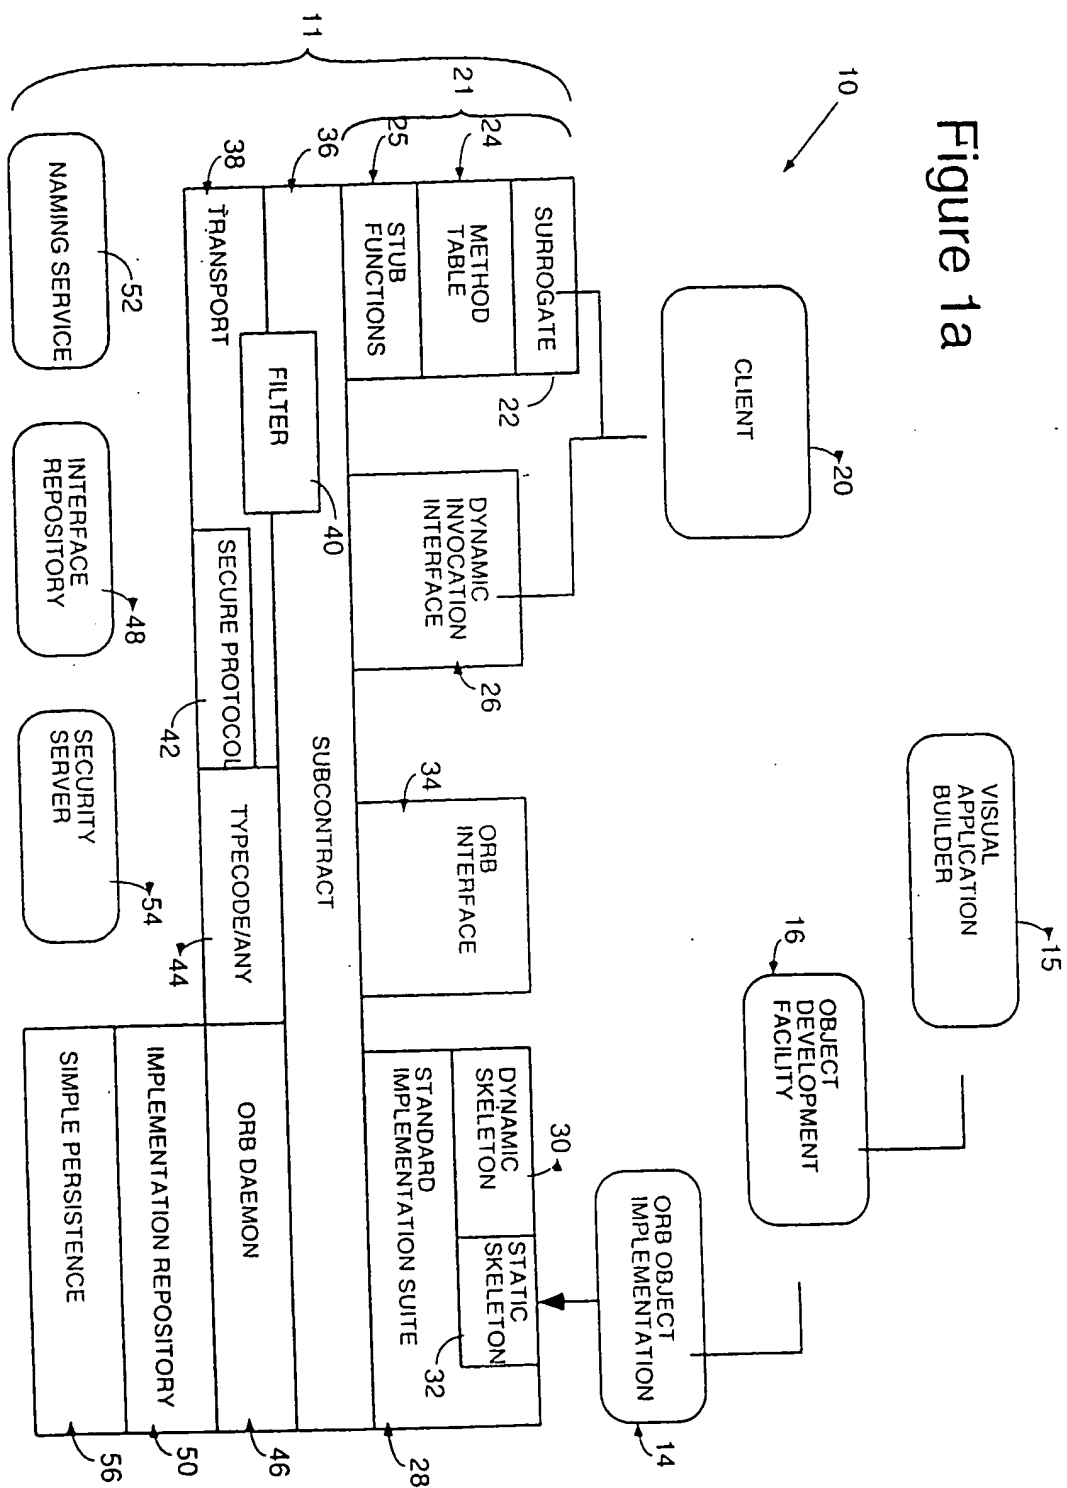 Figure 1a
10
CLIENT
20
VISUAL
APPLICATION
BUILDER
15
16
OBJECT
DEVELOPMENT
FACILITY
ORB OBJECT
IMPLEMENTATION
14
11
21
SURROGATE
22
24
METHOD
TABLE
25
STUB
FUNCTIONS
DYNAMIC
INVOCATION
INTERFACE
26
34
ORB
INTERFACE
30
DYNAMIC
SKELETON
STATIC
SKELETON
32
STANDARD
IMPLEMENTATION SUITE
28
36
SUBCONTRACT
38
TRANSPORT
FILTER
40
SECURE PROTOCOL
42
TYPECODE/ANY
44
ORB DAEMON
46
IMPLEMENTATION REPOSITORY
50
SIMPLE PERSISTENCE
56
NAMING SERVICE
52
INTERFACE
REPOSITORY
48
SECURITY
SERVER
54